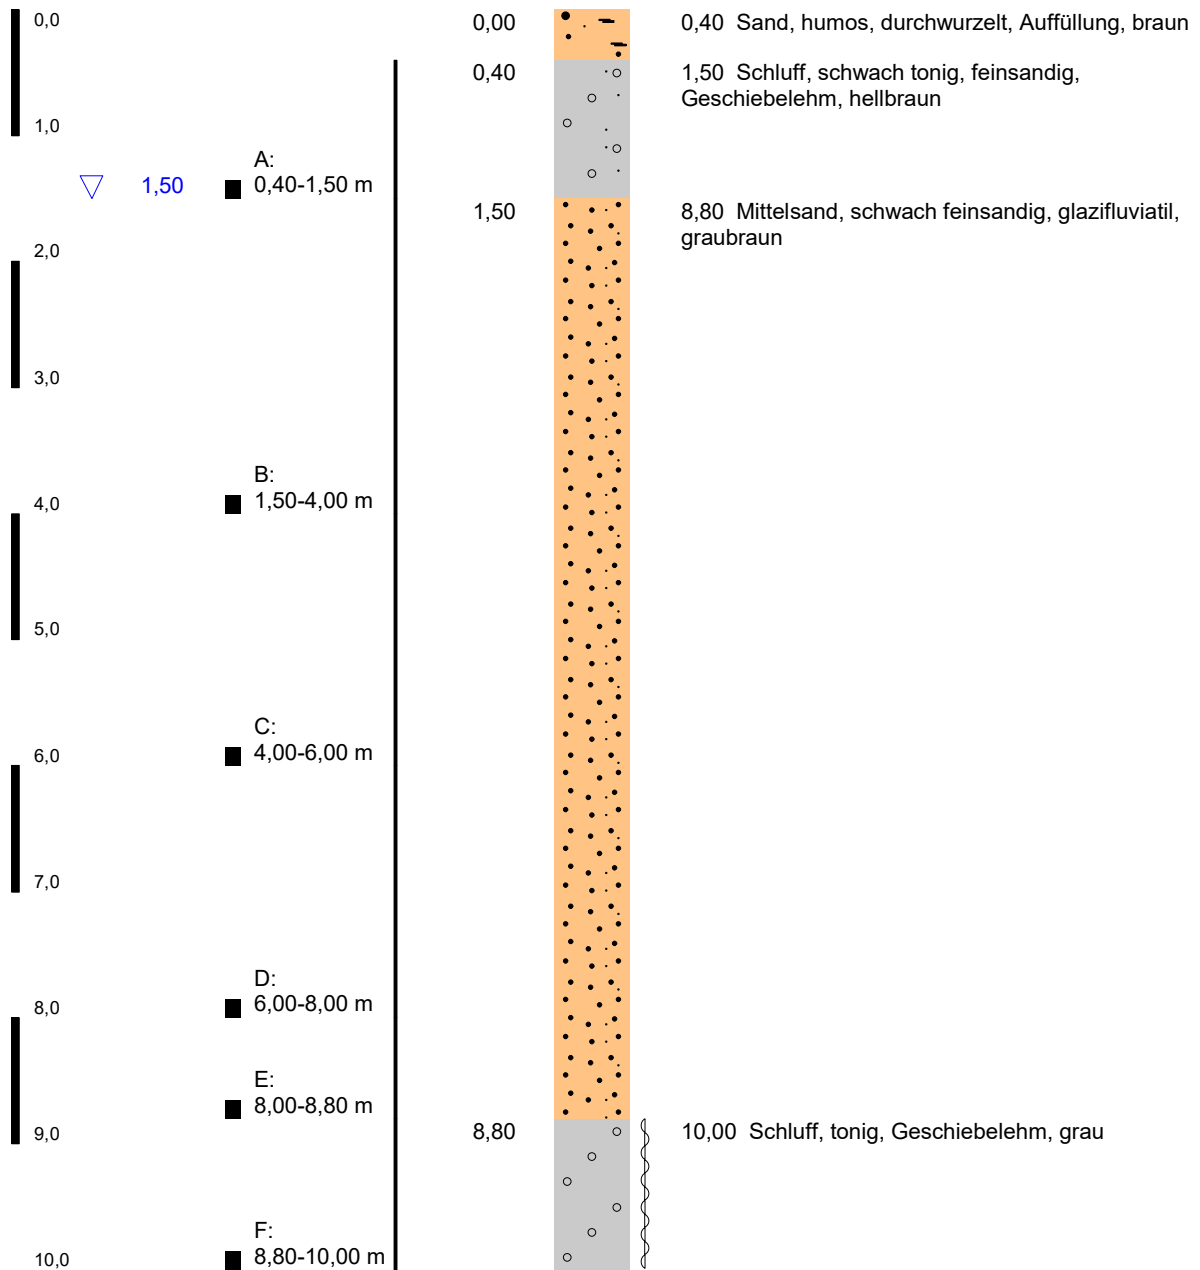 0,0
0,00
0,40 Sand, humos, durchwurzelt, Auffüllung, braun
0,40
1,50 Schluff, schwach tonig, feinsandig,
Geschiebelehm, hellbraun
1,0
A:
1,50
0,40-1,50 m
1,50
8,80 Mittelsand, schwach feinsandig, glazifluviatil,
graubraun
2,0
3,0
B:
4,0
1,50-4,00 m
5,0
C:
6,0
4,00-6,00 m
7,0
D:
8,0
6,00-8,00 m
E:
8,00-8,80 m
9,0
8,80
10,00 Schluff, tonig, Geschiebelehm, grau
F:
10,0
8,80-10,00 m